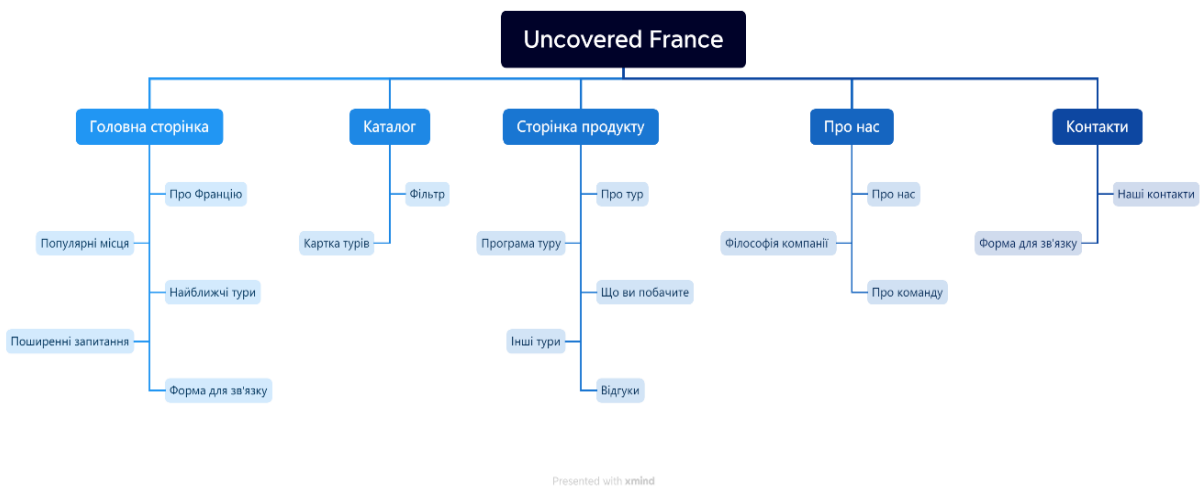 Uncovered France
Головна сторінка
Каталог
Сторінка продукту
Про нас
Контакти
Про Францію
Фільтр
Про тур
Про нас
Наші контакти
Популярні місця
Картка турів
Програма туру
Філософія компанії
Форма для зв'язку
Найближчі тури
Що ви побачите
Про команду
Поширенні запитання
Інші тури
Форма для зв'язку
Відгуки
Presented with xmind